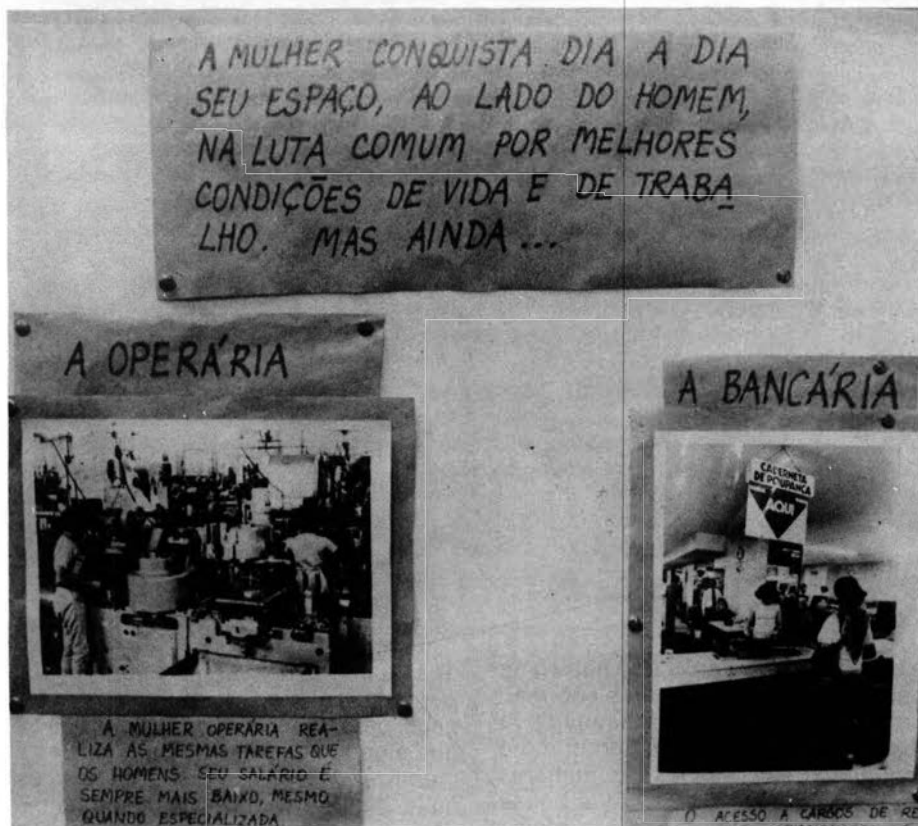 A MULHER CONQUISTA DIA A DIA
SEU ESPAÇO, AO LADO DO HOMEM,
NA LUTA COMUM POR MELHORES
CONDIÇÕES DE VIDA E DE TRABA
LHO. MAS AINDA ...
A OPERÁRIA
A MULHER OPERÁRIA REA-
LIZA AS MESMAS TAREFAS QUE
OS HOMENS. SEU SALÁRIO É
SEMPRE MAIS BAIXO, MESMO
QUANDO ESPECIALIZADA
A BANCÁRIA
CADERNETA
DE POUPANÇA
AQUI
O ACESSO A CARGOS DE RE